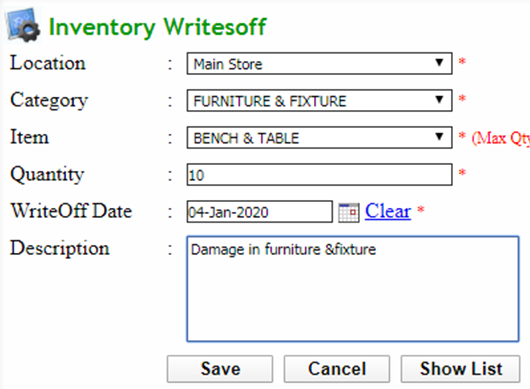 Inventory Writesoff
Location : Main Store *
Category : FURNITURE & FIXTURE *
Item : BENCH & TABLE * (Max Qty
Quantity : 10 *
WriteOff Date : 04-Jan-2020 Clear *
Description : Damage in furniture &fixture
Save Cancel Show List